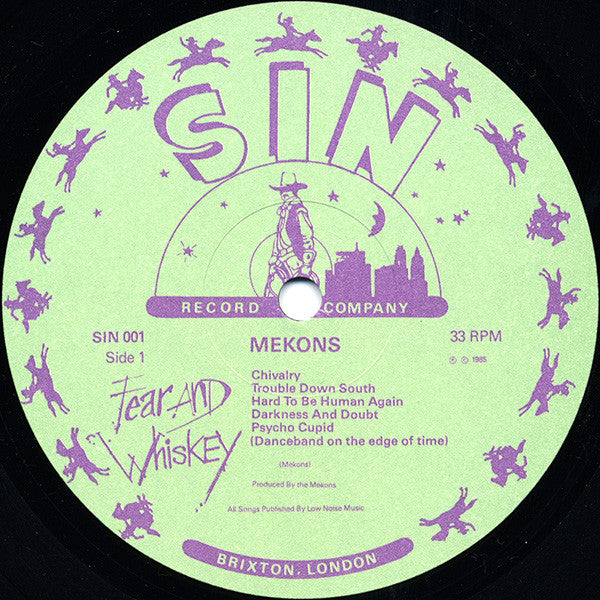 SIN
RECORD COMPANY
SIN 001
Side 1
MEKONS
33 RPM
℗ © 1985
Fear AND
Whiskey
Chivalry
Trouble Down South
Hard To Be Human Again
Darkness And Doubt
Psycho Cupid
(Danceband on the edge of time)
(Mekons)
Produced By the Mekons
All Songs Published By Low Noise Music
BRIXTON, LONDON